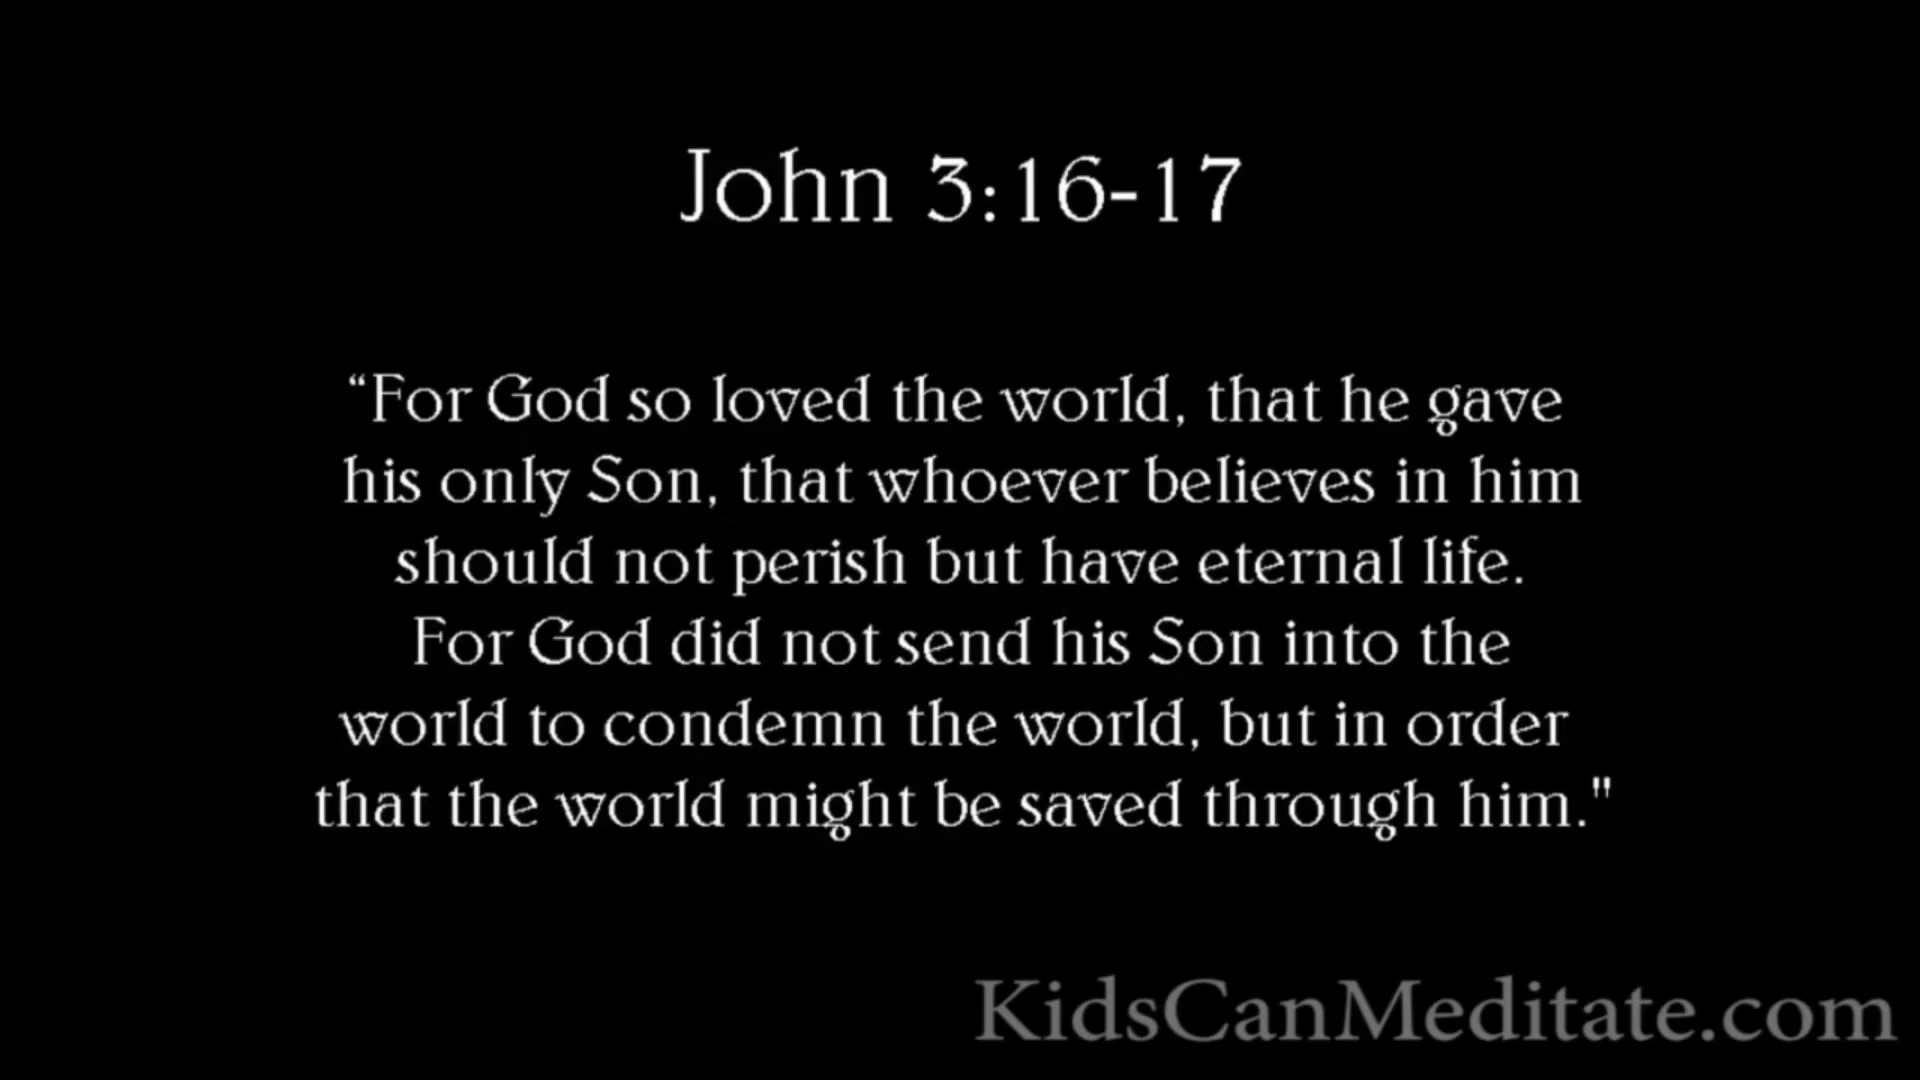 John 3:16-17
“For God so loved the world, that he gave
his only Son, that whoever believes in him
should not perish but have eternal life.
For God did not send his Son into the
world to condemn the world, but in order
that the world might be saved through him."
KidsCanMeditate.com